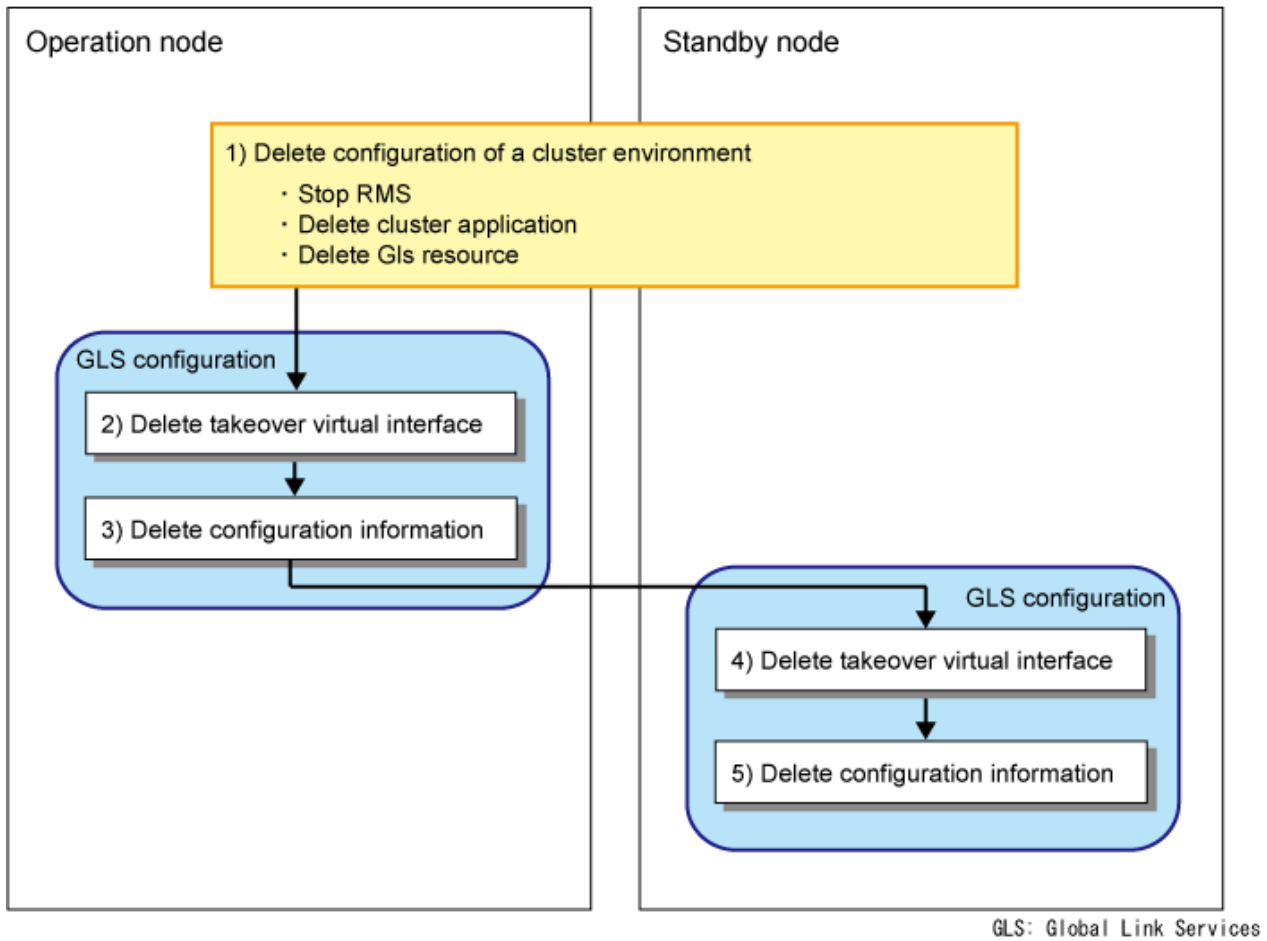 Operation node
Standby node
1) Delete configuration of a cluster environment
・ Stop RMS
・ Delete cluster application
・ Delete Gls resource
GLS configuration
2) Delete takeover virtual interface
3) Delete configuration information
GLS configuration
4) Delete takeover virtual interface
5) Delete configuration information
GLS: Global Link Services